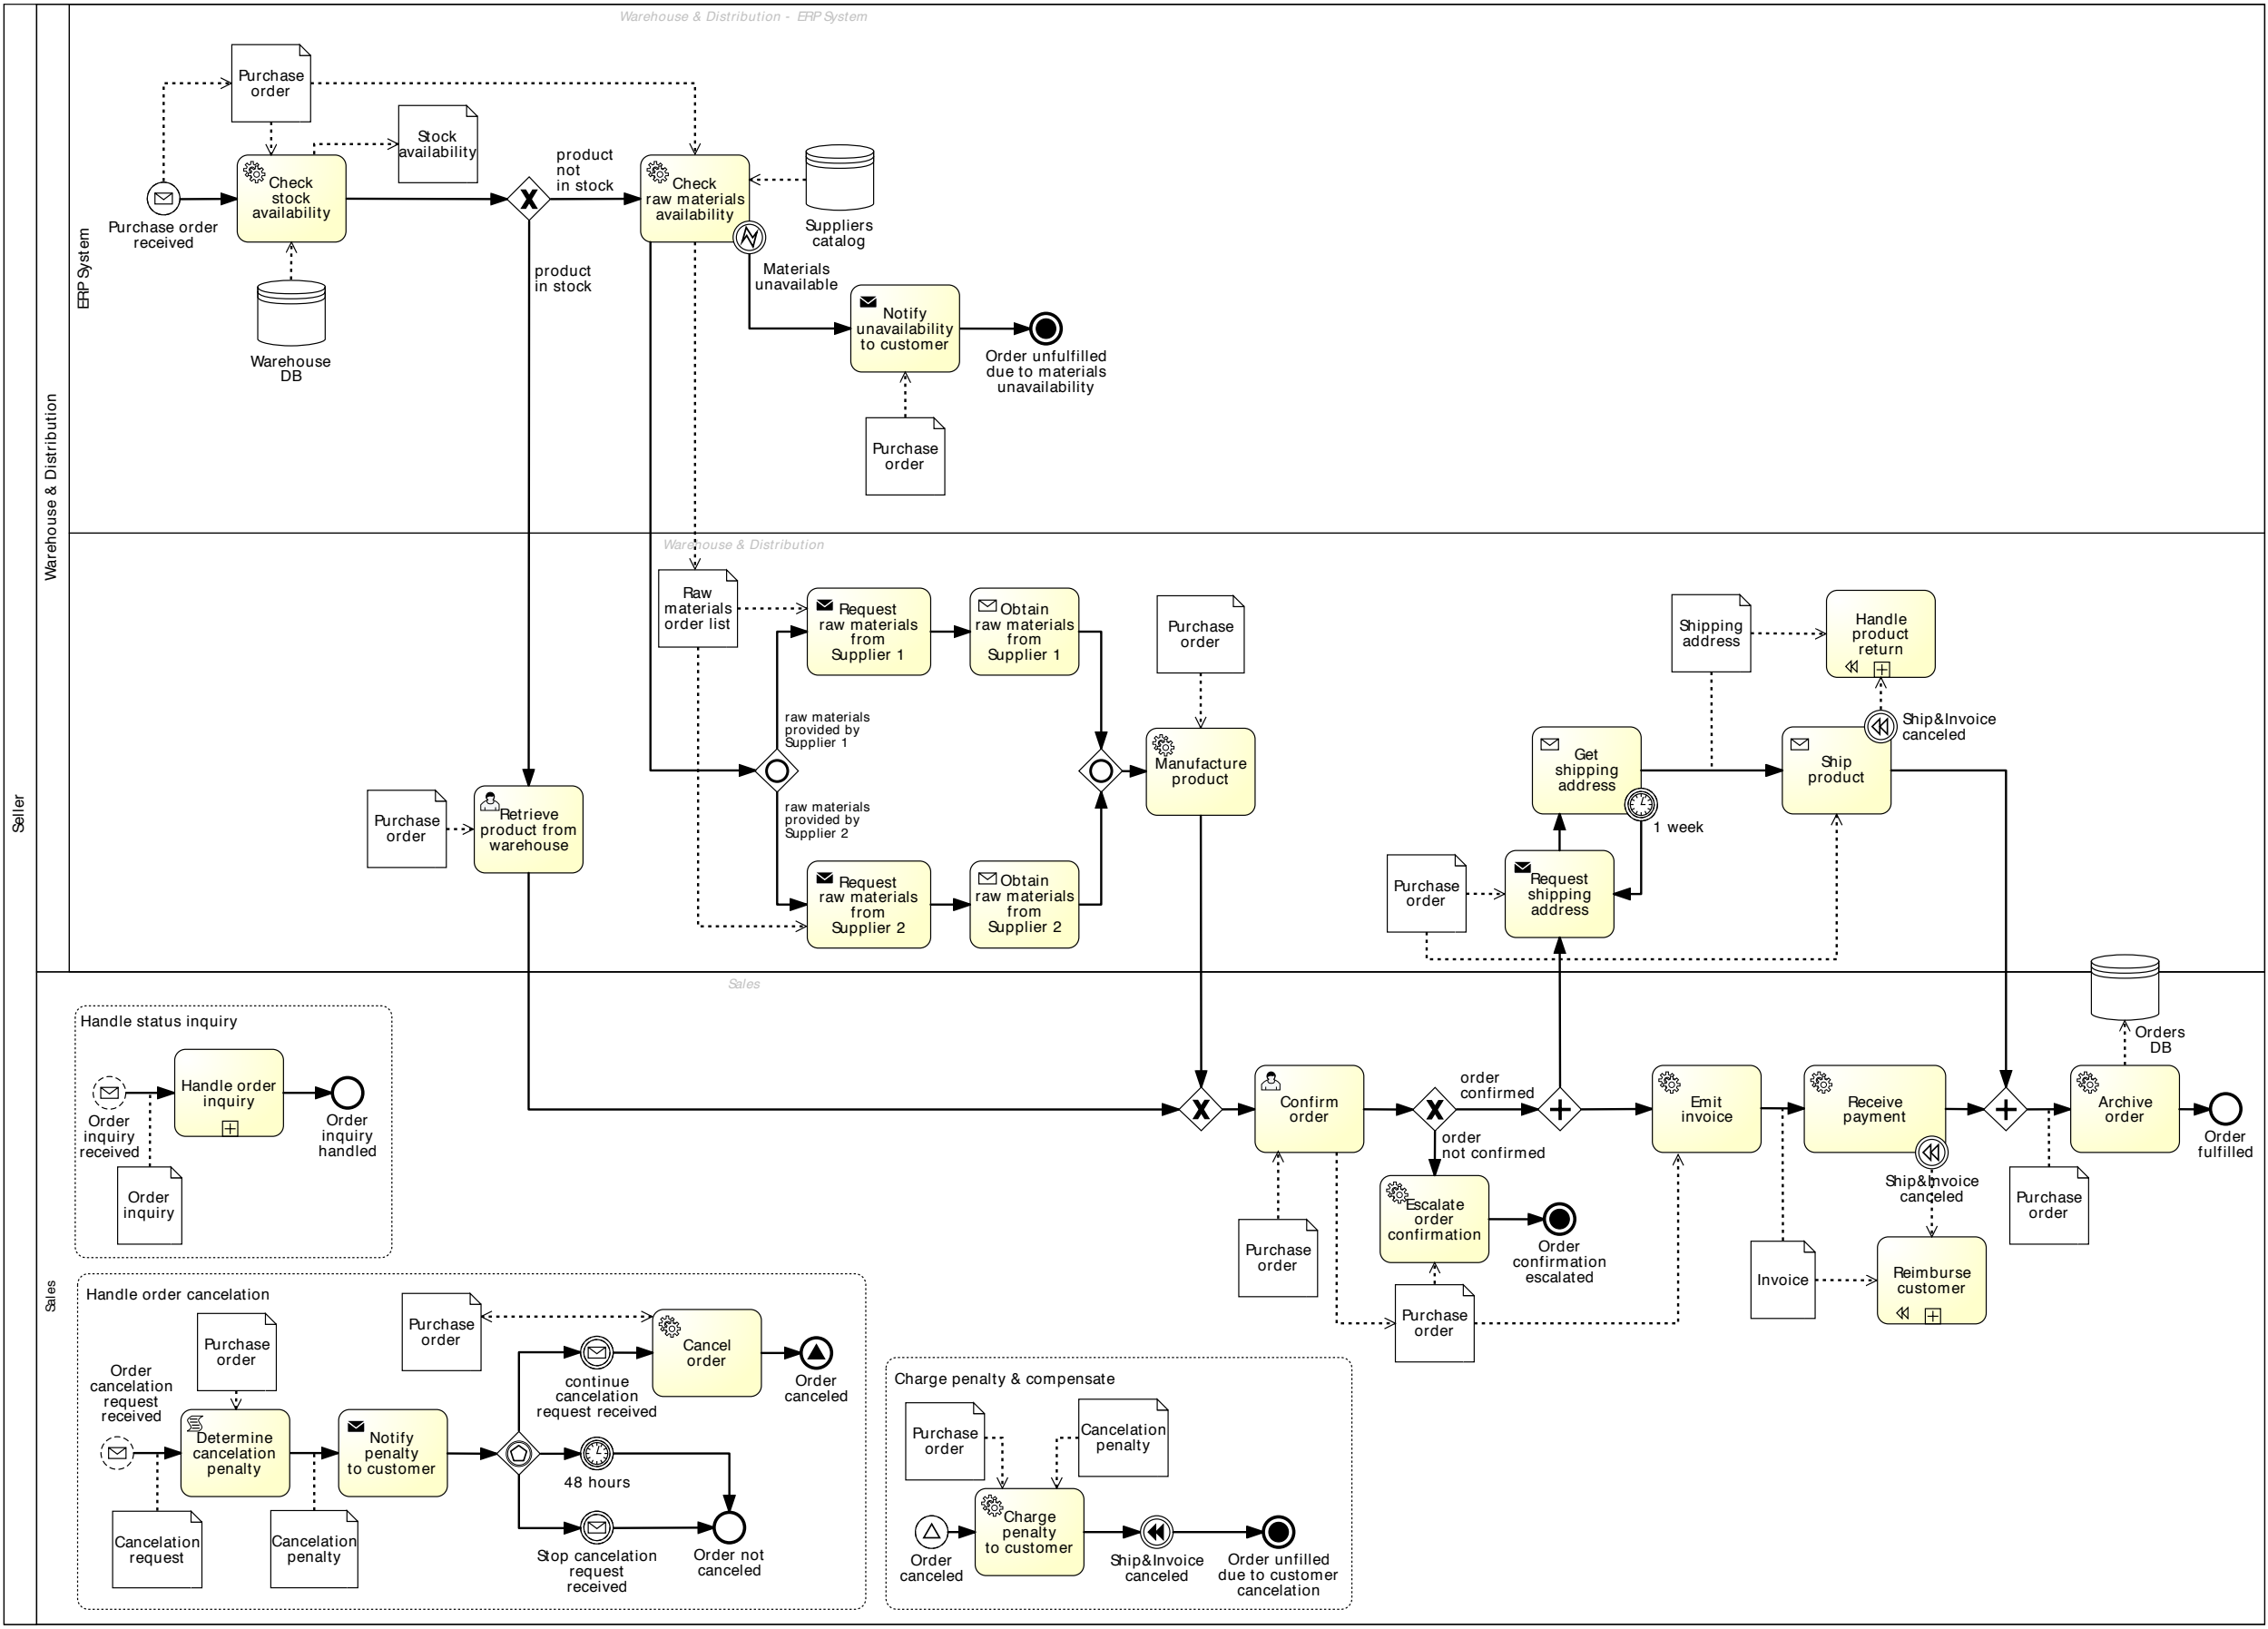 Warehouse & Distribution - ERP System
Seller
Warehouse & Distribution
ERP System
Purchase
order
Stock
availability
Purchase order
received
Check
stock
availability
Warehouse
DB
product
not
in stock
product
in stock
Check
raw materials
availability
Suppliers
catalog
Materials
unavailable
Notify
unavailability
to customer
Order unfulfilled
due to materials
unavailability
Purchase
order
Warehouse & Distribution
Raw
materials
order list
Request
raw materials
from
Supplier 1
Obtain
raw materials
from
Supplier 1
raw materials
provided by
Supplier 1
raw materials
provided by
Supplier 2
Request
raw materials
from
Supplier 2
Obtain
raw materials
from
Supplier 2
Purchase
order
Manufacture
product
Purchase
order
Retrieve
product from
warehouse
Shipping
address
Handle
product
return
Ship&Invoice
canceled
Get
shipping
address
Ship
product
1 week
Purchase
order
Request
shipping
address
Sales
Sales
Handle status inquiry
Order
inquiry
received
Handle order
inquiry
Order
inquiry
handled
Order
inquiry
Confirm
order
Purchase
order
order
confirmed
order
not confirmed
Escalate
order
confirmation
Order
confirmation
escalated
Purchase
order
Emit
invoice
Receive
payment
Ship&Invoice
canceled
Invoice
Reimburse
customer
Purchase
order
Archive
order
Orders
DB
Order
fulfilled
Handle order cancelation
Order
cancelation
request
received
Purchase
order
Determine
cancelation
penalty
Cancelation
request
Notify
penalty
to customer
Cancelation
penalty
Purchase
order
continue
cancelation
request received
Cancel
order
Order
canceled
48 hours
Stop cancelation
request
received
Order not
canceled
Charge penalty & compensate
Purchase
order
Cancelation
penalty
Order
canceled
Charge
penalty
to customer
Ship&Invoice
canceled
Order unfilled
due to customer
cancelation